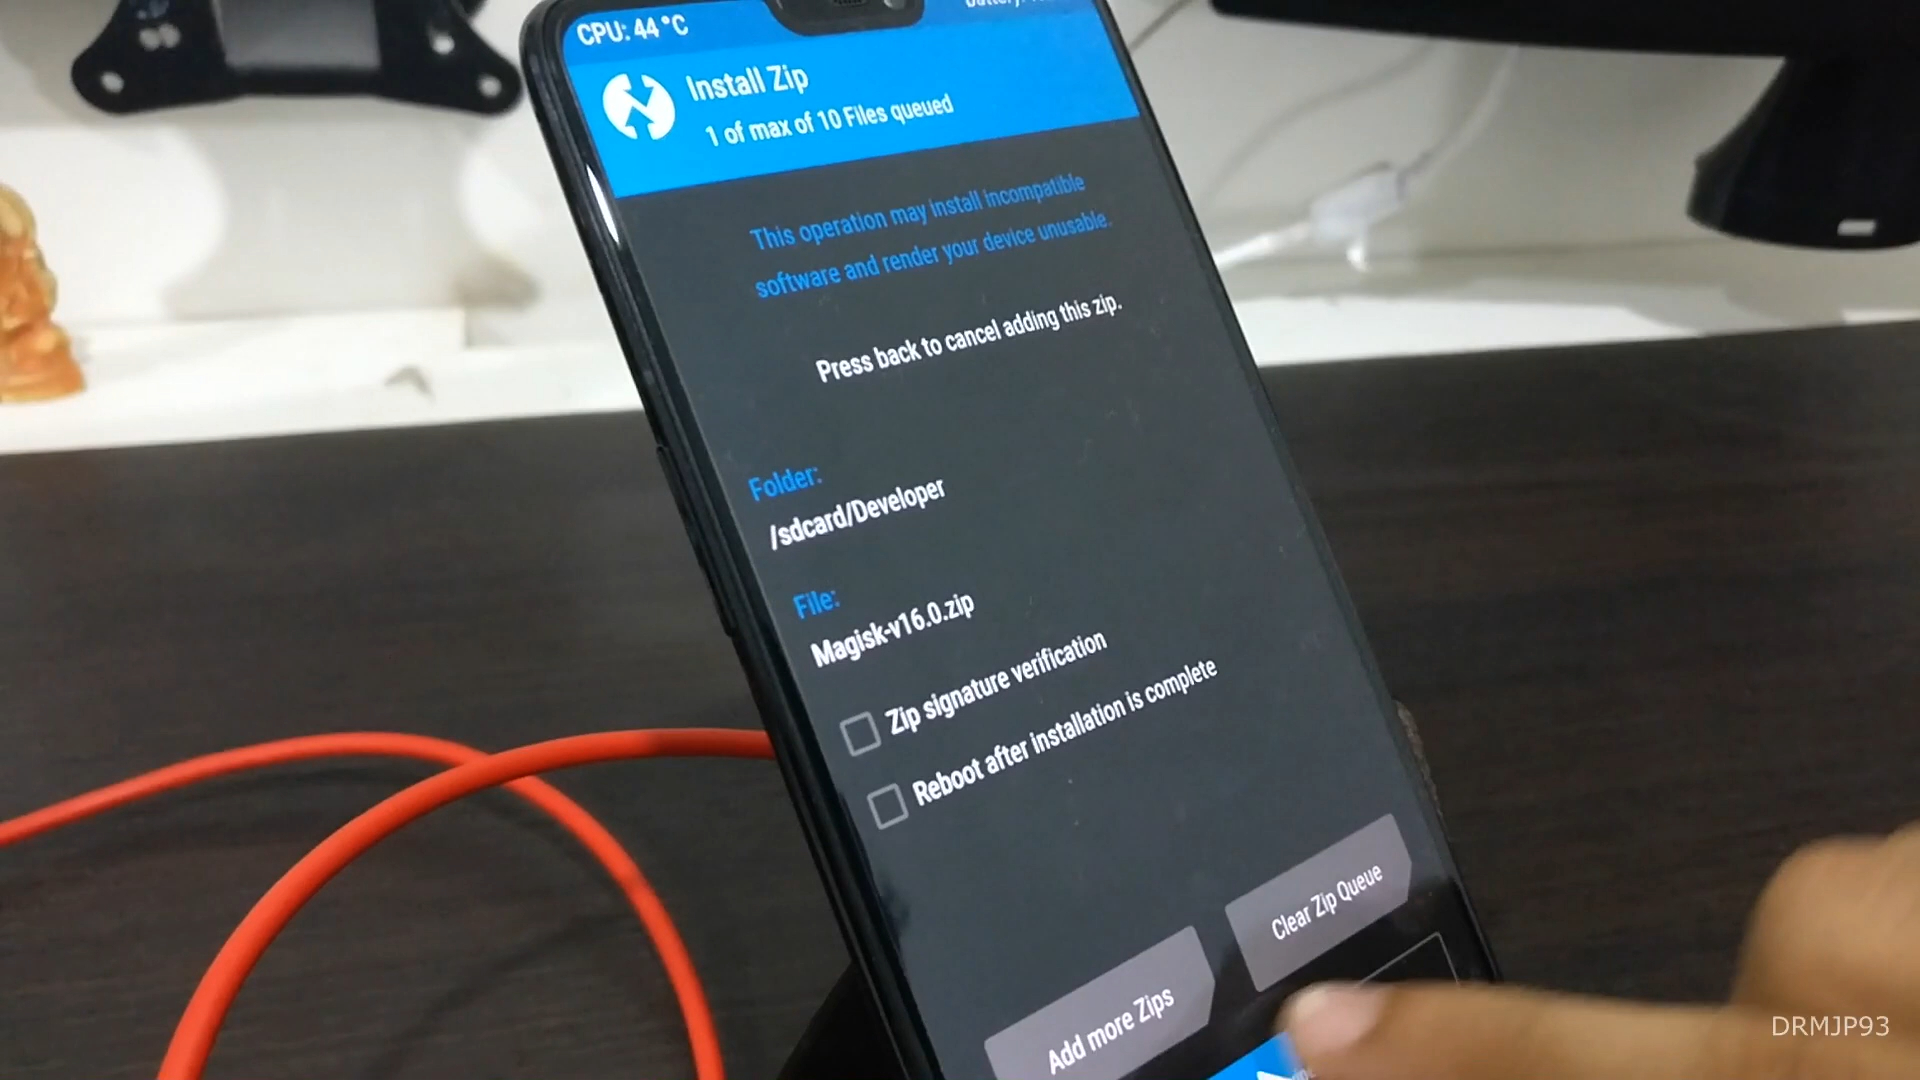 CPU: 44 °C
Install Zip
1 of max of 10 Files queued
This operation may install incompatible
software and render your device unusable.
Press back to cancel adding this zip.
Folder:
/sdcard/Developer
File:
Magisk-v16.0.zip
Zip signature verification
Reboot after installation is complete
Clear Zip Queue
Add more Zips
DRMJP93